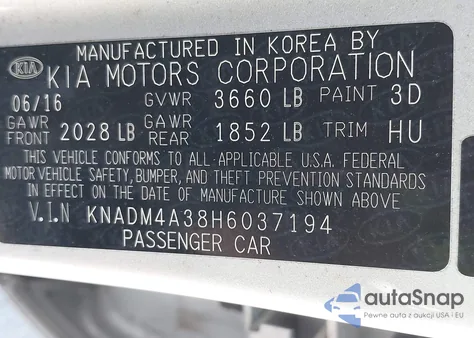 MANUFACTURED IN KOREA BY
KIA KIA MOTORS CORPORATION
06/16 GVWR 3660 LB PAINT 3D
GAWR FRONT 2028 LB GAWR REAR 1852 LB TRIM HU
THIS VEHICLE CONFORMS TO ALL APPLICABLE U.S.A. FEDERAL
MOTOR VEHICLE SAFETY, BUMPER, AND THEFT PREVENTION STANDARDS
IN EFFECT ON THE DATE OF MANUFACTURE SHOWN ABOVE
V.I.N KNADM4A38H6037194
PASSENGER CAR
autoSnap
Pewne auta z aukcji USA i EU